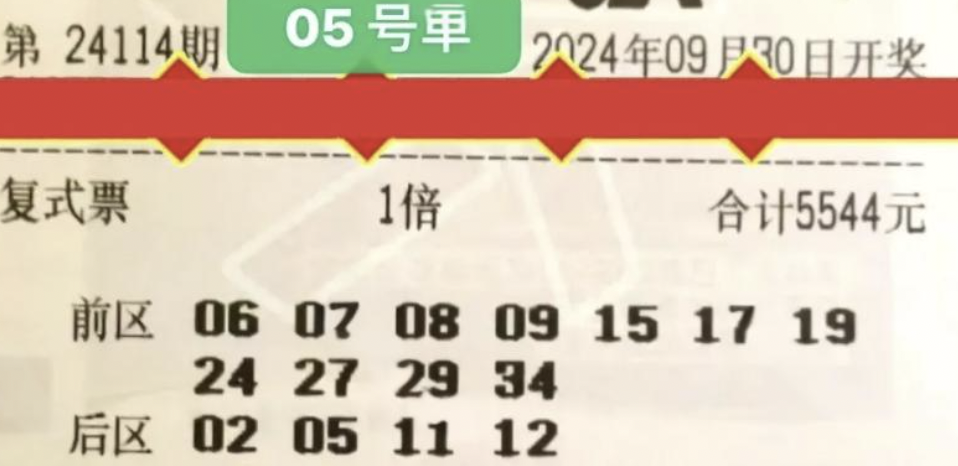 05号单
第 24114期 2024年09月30日开奖
复式票 1倍 合计5544元
前区 06 07 08 09 15 17 19
24 27 29 34
后区 02 05 11 12